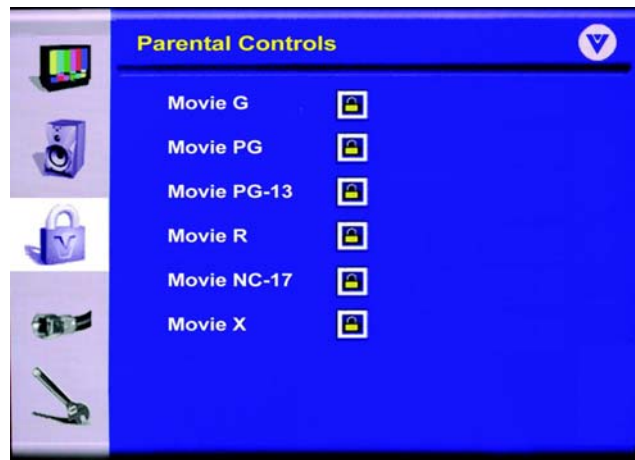 Parental Controls
V
Movie G
Movie PG
Movie PG-13
Movie R
Movie NC-17
Movie X
V